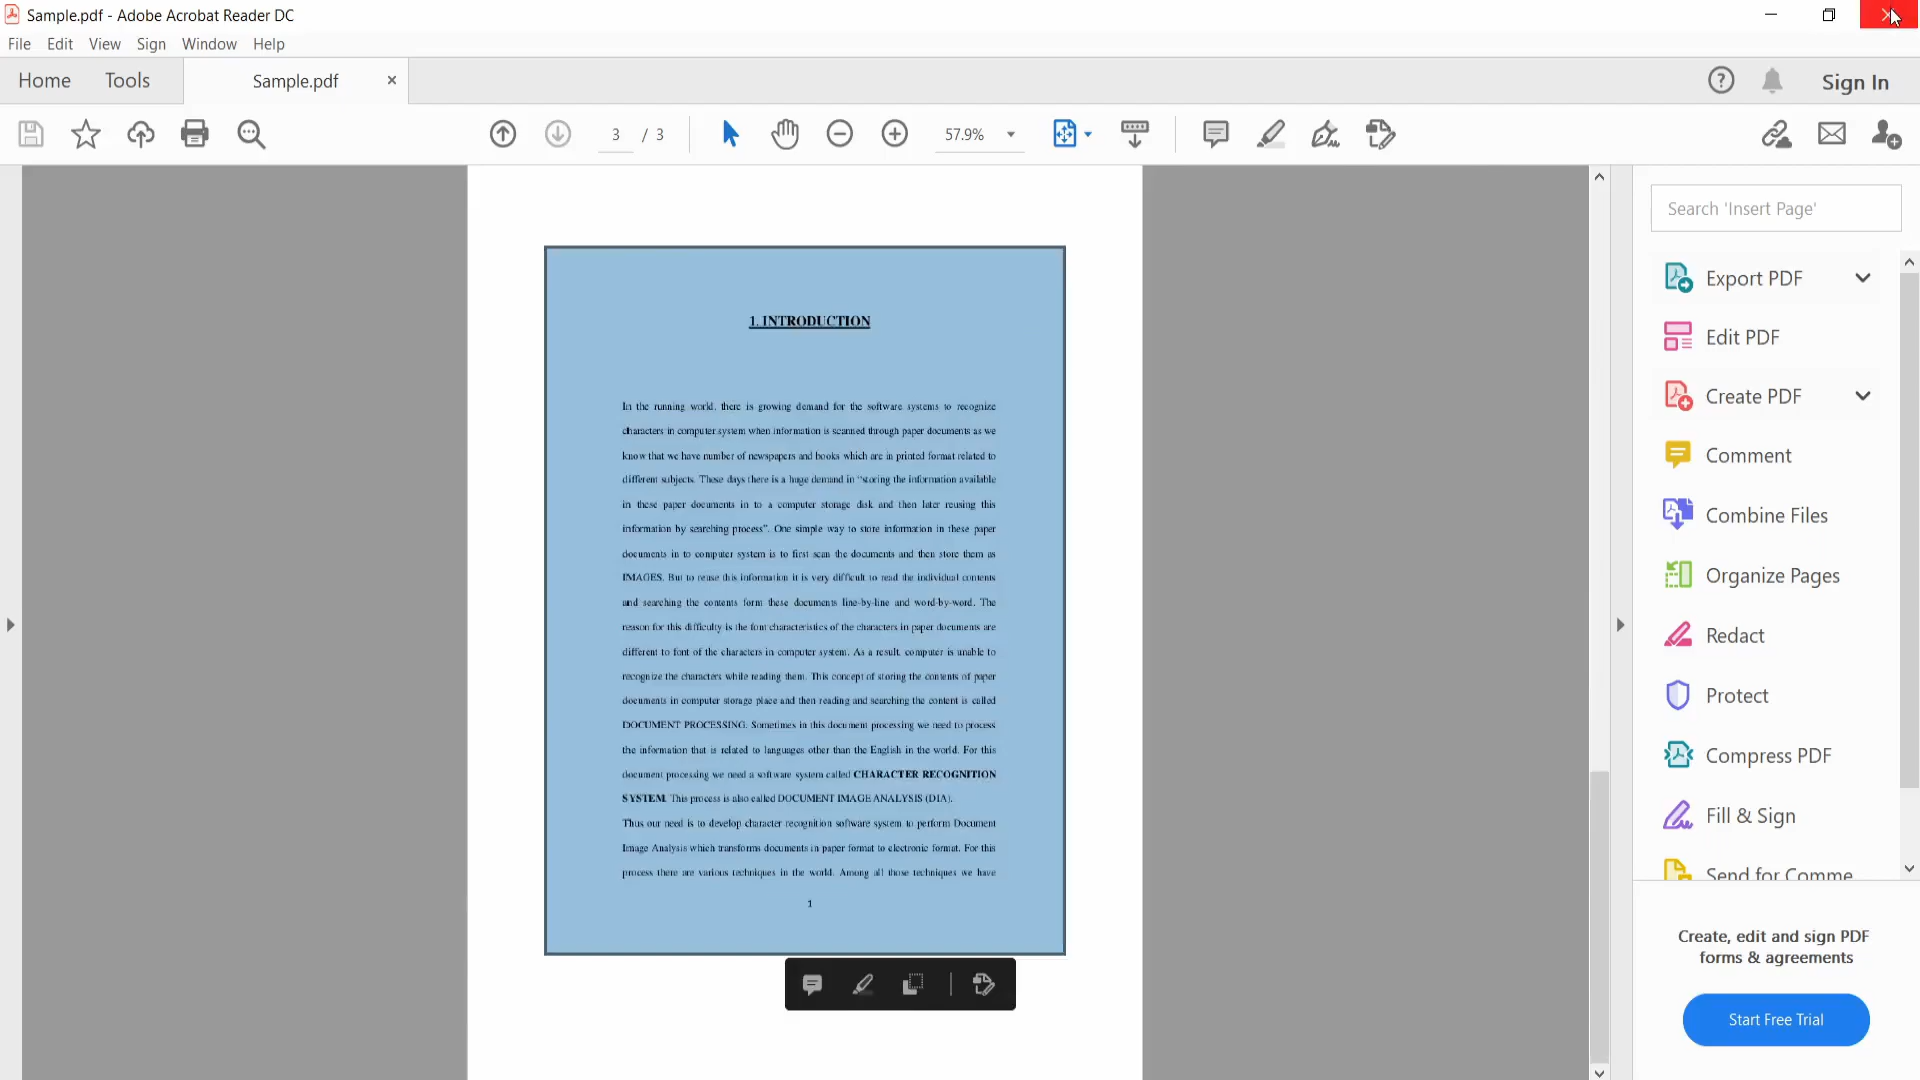 Sample.pdf - Adobe Acrobat Reader DC
File Edit View Sign Window Help
Home Tools Sample.pdf × Sign In
3 / 3 57.9%
Search 'Insert Page'
Export PDF
Edit PDF
Create PDF
Comment
Combine Files
Organize Pages
Redact
Protect
Compress PDF
Fill & Sign
Send for Comme
Create, edit and sign PDF
forms & agreements
Start Free Trial
1. INTRODUCTION
In the running world, there is growing demand for the software systems to recognize
characters in computer system when information is scanned through paper documents as we
know that we have number of newspapers and books which are in printed format related to
different subjects. These days there is a huge demand in “storing the information available
in these paper documents in to a computer storage disk and then later reusing this
information by searching process”. One simple way to store information in these paper
documents in to computer system is to first scan the documents and then store them as
IMAGES. But to reuse this information it is very difficult to read the individual contents
and searching the contents form these documents line-by-line and word-by-word. The
reason for this difficulty is the font characteristics of the characters in paper documents are
different to font of the characters in computer system. As a result, computer is unable to
recognize the characters while reading them. This concept of storing the contents of paper
documents in computer storage place and then reading and searching the content is called
DOCUMENT PROCESSING. Sometimes in this document processing we need to process
the information that is related to languages other than the English in the world. For this
document processing we need a software system called CHARACTER RECOGNITION
SYSTEM. This process is also called DOCUMENT IMAGE ANALYSIS (DIA).
Thus our need is to develop character recognition software system to perform Document
Image Analysis which transforms documents in paper format to electronic format. For this
process there are various techniques in the world. Among all those techniques we have
1